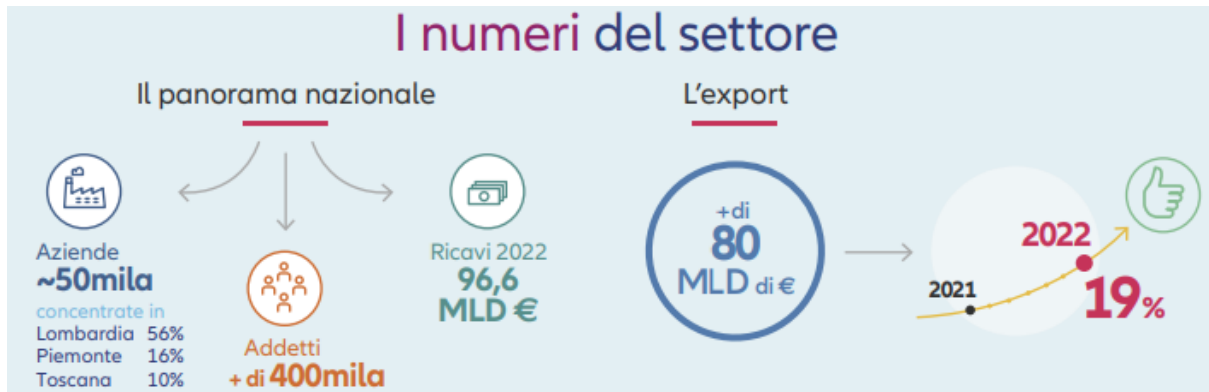 I numeri del settore
Il panorama nazionale
Aziende
~50mila
concentrate in
Lombardia 56%
Piemonte 16%
Toscana 10%
Addetti
+ di 400mila
Ricavi 2022
96,6
MLD €
L'export
+di
80
MLD di €
2021
2022
19%